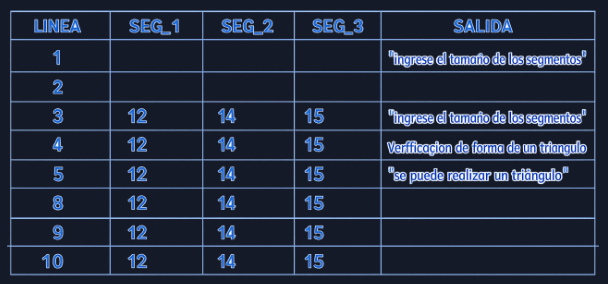 LINEA SEG_1 SEG_2 SEG_3 SALIDA
1 "ingrese el tamaño de los segmentos"
2
3 12 14 15 "ingrese el tamaño de los segmentos"
4 12 14 15 Verificaçion de forma de un triangulo
5 12 14 15 "se puede realizar un triángulo"
8 12 14 15
9 12 14 15
10 12 14 15